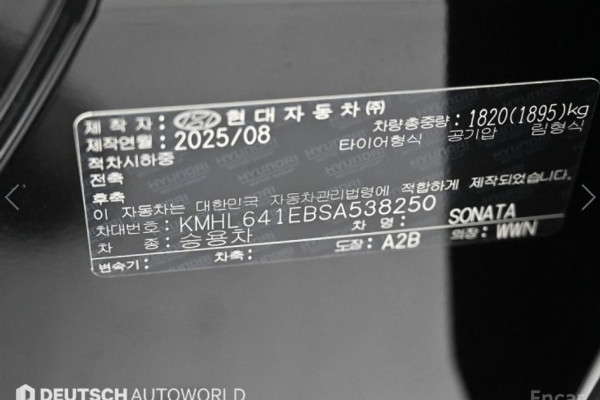 제작자: HYUNDAI 현대자동차㈜
제작연월: 2025/08 차량총중량: 1820(1895)kg
적차시하중 타이어형식 공기압 림형식
전축
후축
이 자동차는 대한민국 자동차관리법령에 적합하게 제작되었습니다.
차대번호: KMHL641EBSA538250
차 종: 승용차 차 명: SONATA
변속기: 차축: 도장: A2B 의장: WWN
DEUTSCH AUTOWORLD
Encar